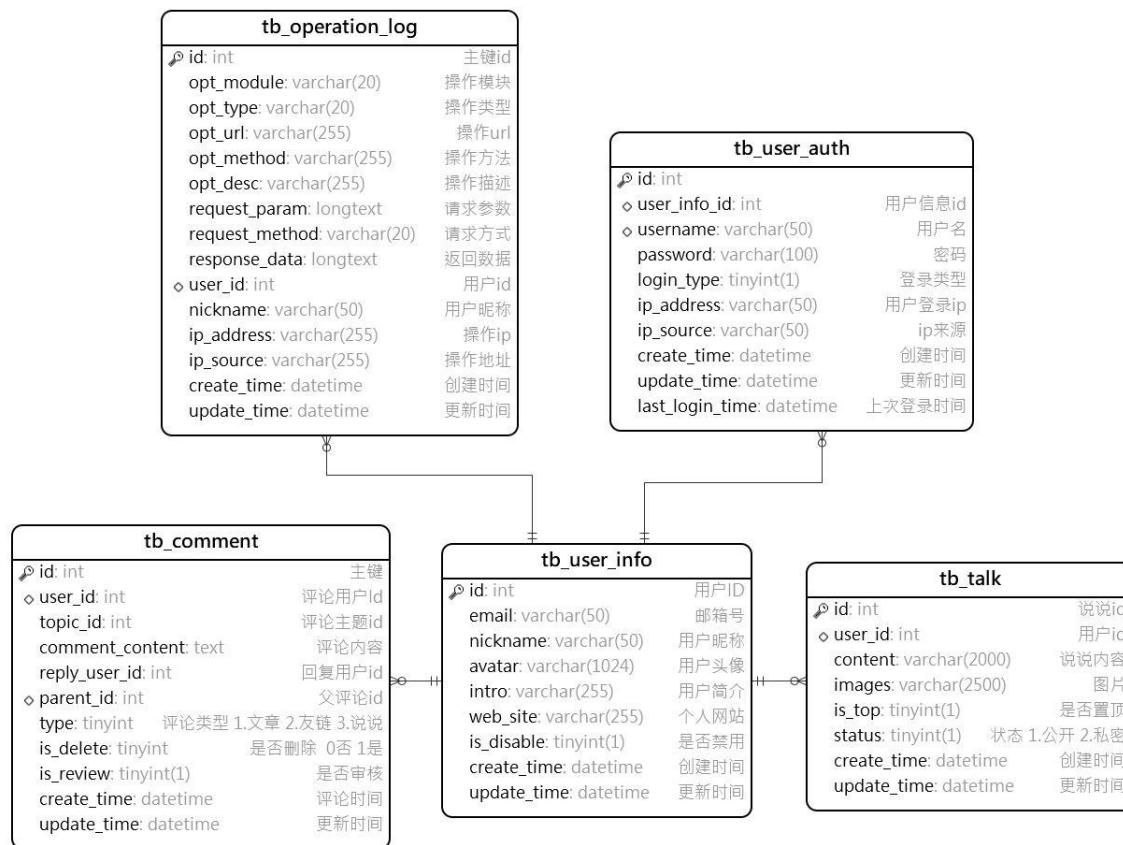 tb_operation_log
id: int 主键id
opt_module: varchar(20) 操作模块
opt_type: varchar(20) 操作类型
opt_url: varchar(255) 操作url
opt_method: varchar(255) 操作方法
opt_desc: varchar(255) 操作描述
request_param: longtext 请求参数
request_method: varchar(20) 请求方式
response_data: longtext 返回数据
user_id: int 用户id
nickname: varchar(50) 用户昵称
ip_address: varchar(255) 操作ip
ip_source: varchar(255) 操作地址
create_time: datetime 创建时间
update_time: datetime 更新时间
tb_user_auth
id: int
user_info_id: int 用户信息id
username: varchar(50) 用户名
password: varchar(100) 密码
login_type: tinyint(1) 登录类型
ip_address: varchar(50) 用户登录ip
ip_source: varchar(50) ip来源
create_time: datetime 创建时间
update_time: datetime 更新时间
last_login_time: datetime 上次登录时间
tb_comment
id: int 主键
user_id: int 评论用户Id
topic_id: int 评论主题id
comment_content: text 评论内容
reply_user_id: int 回复用户id
parent_id: int 父评论id
type: tinyint 评论类型 1.文章 2.友链 3.说说
is_delete: tinyint 是否删除 0否 1是
is_review: tinyint(1) 是否审核
create_time: datetime 评论时间
update_time: datetime 更新时间
tb_user_info
id: int 用户ID
email: varchar(50) 邮箱号
nickname: varchar(50) 用户昵称
avatar: varchar(1024) 用户头像
intro: varchar(255) 用户简介
web_site: varchar(255) 个人网站
is_disable: tinyint(1) 是否禁用
create_time: datetime 创建时间
update_time: datetime 更新时间
tb_talk
id: int 说说id
user_id: int 用户id
content: varchar(2000) 说说内容
images: varchar(2500) 图片
is_top: tinyint(1) 是否置顶
status: tinyint(1) 状态 1.公开 2.私密
create_time: datetime 创建时间
update_time: datetime 更新时间